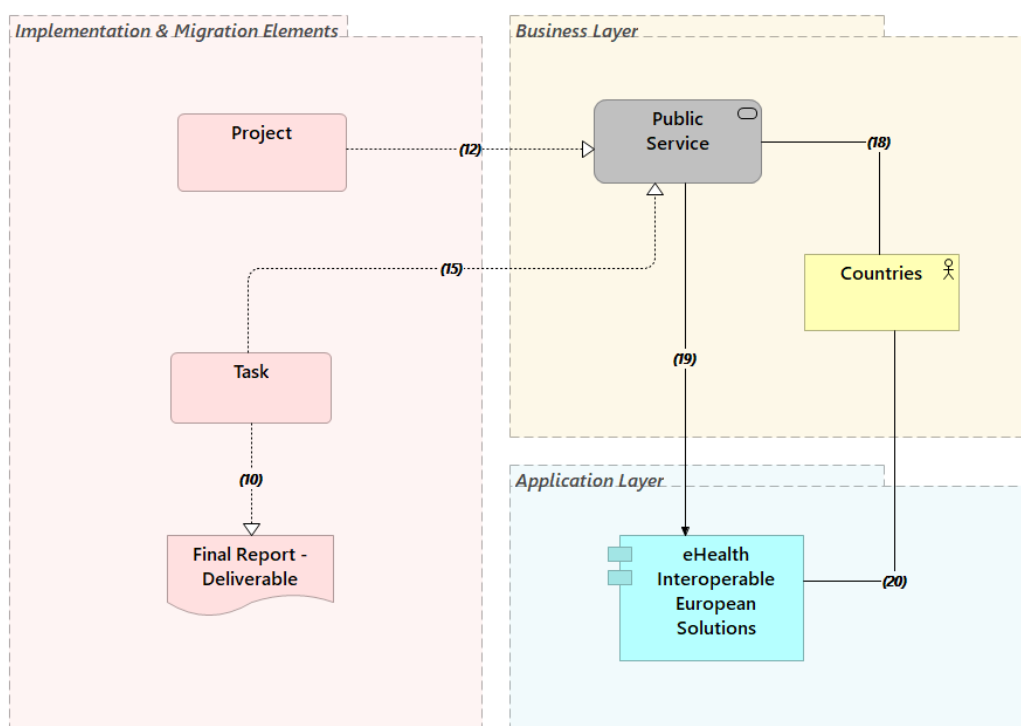 Implementation & Migration Elements
Business Layer
Project
(12)
Public
Service
(18)
(15)
Countries
Task
(19)
(10)
Application Layer
Final Report -
Deliverable
eHealth
Interoperable
European
Solutions
(20)